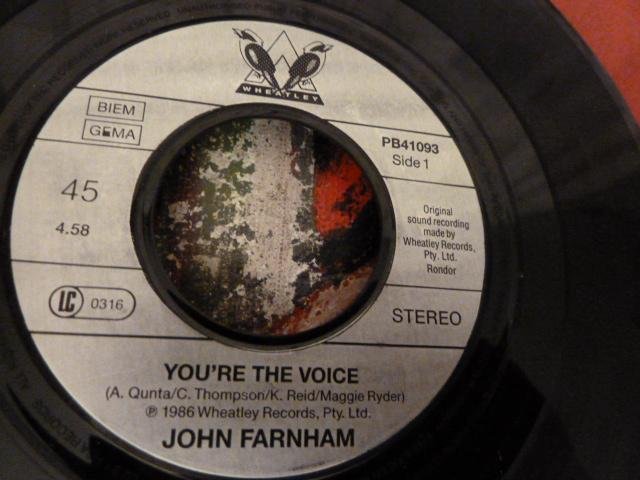 WHEATLEY
BIEM
GEMA
PB41093
Side 1
45
4.58
Original
sound recording
made by
Wheatley Records,
Pty. Ltd.
Rondor
LC 0316
STEREO
YOU'RE THE VOICE
(A. Qunta/C. Thompson/K. Reid/Maggie Ryder)
℗ 1986 Wheatley Records, Pty. Ltd.
JOHN FARNHAM